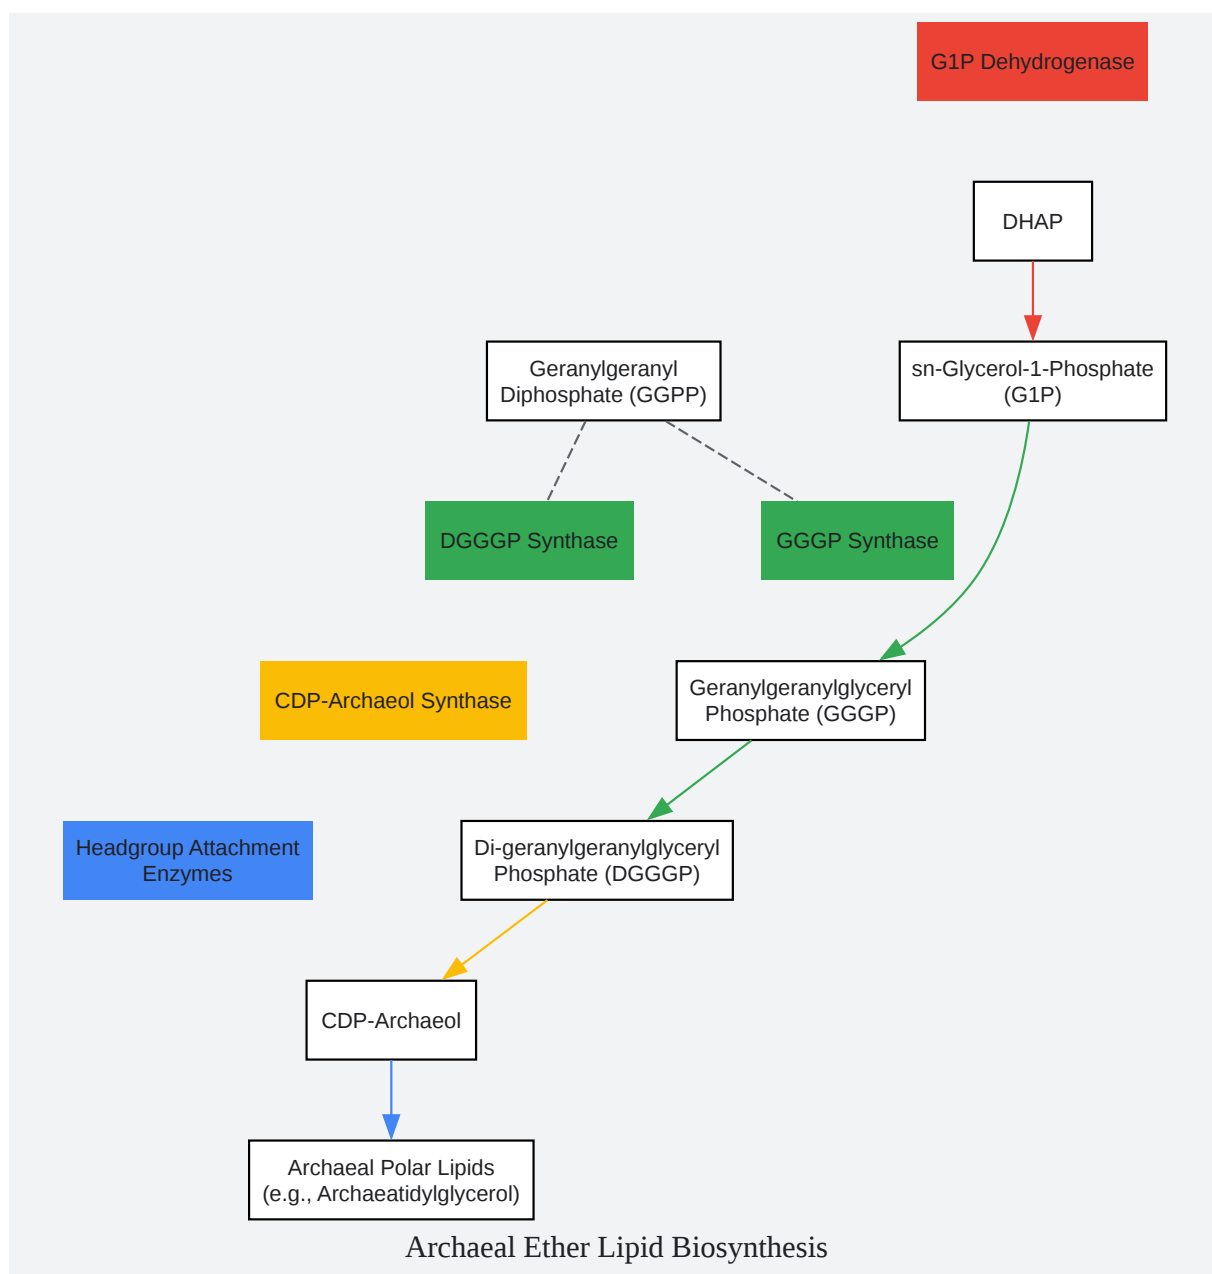 G1P Dehydrogenase
DHAP
Geranylgeranyl
Diphosphate (GGPP)
sn-Glycerol-1-Phosphate
(G1P)
DGGGP Synthase
GGGP Synthase
CDP-Archaeol Synthase
Geranylgeranylglyceryl
Phosphate (GGGP)
Headgroup Attachment
Enzymes
Di-geranylgeranylglyceryl
Phosphate (DGGGP)
CDP-Archaeol
Archaeal Polar Lipids
(e.g., Archaeatidylglycerol)
Archaeal Ether Lipid Biosynthesis